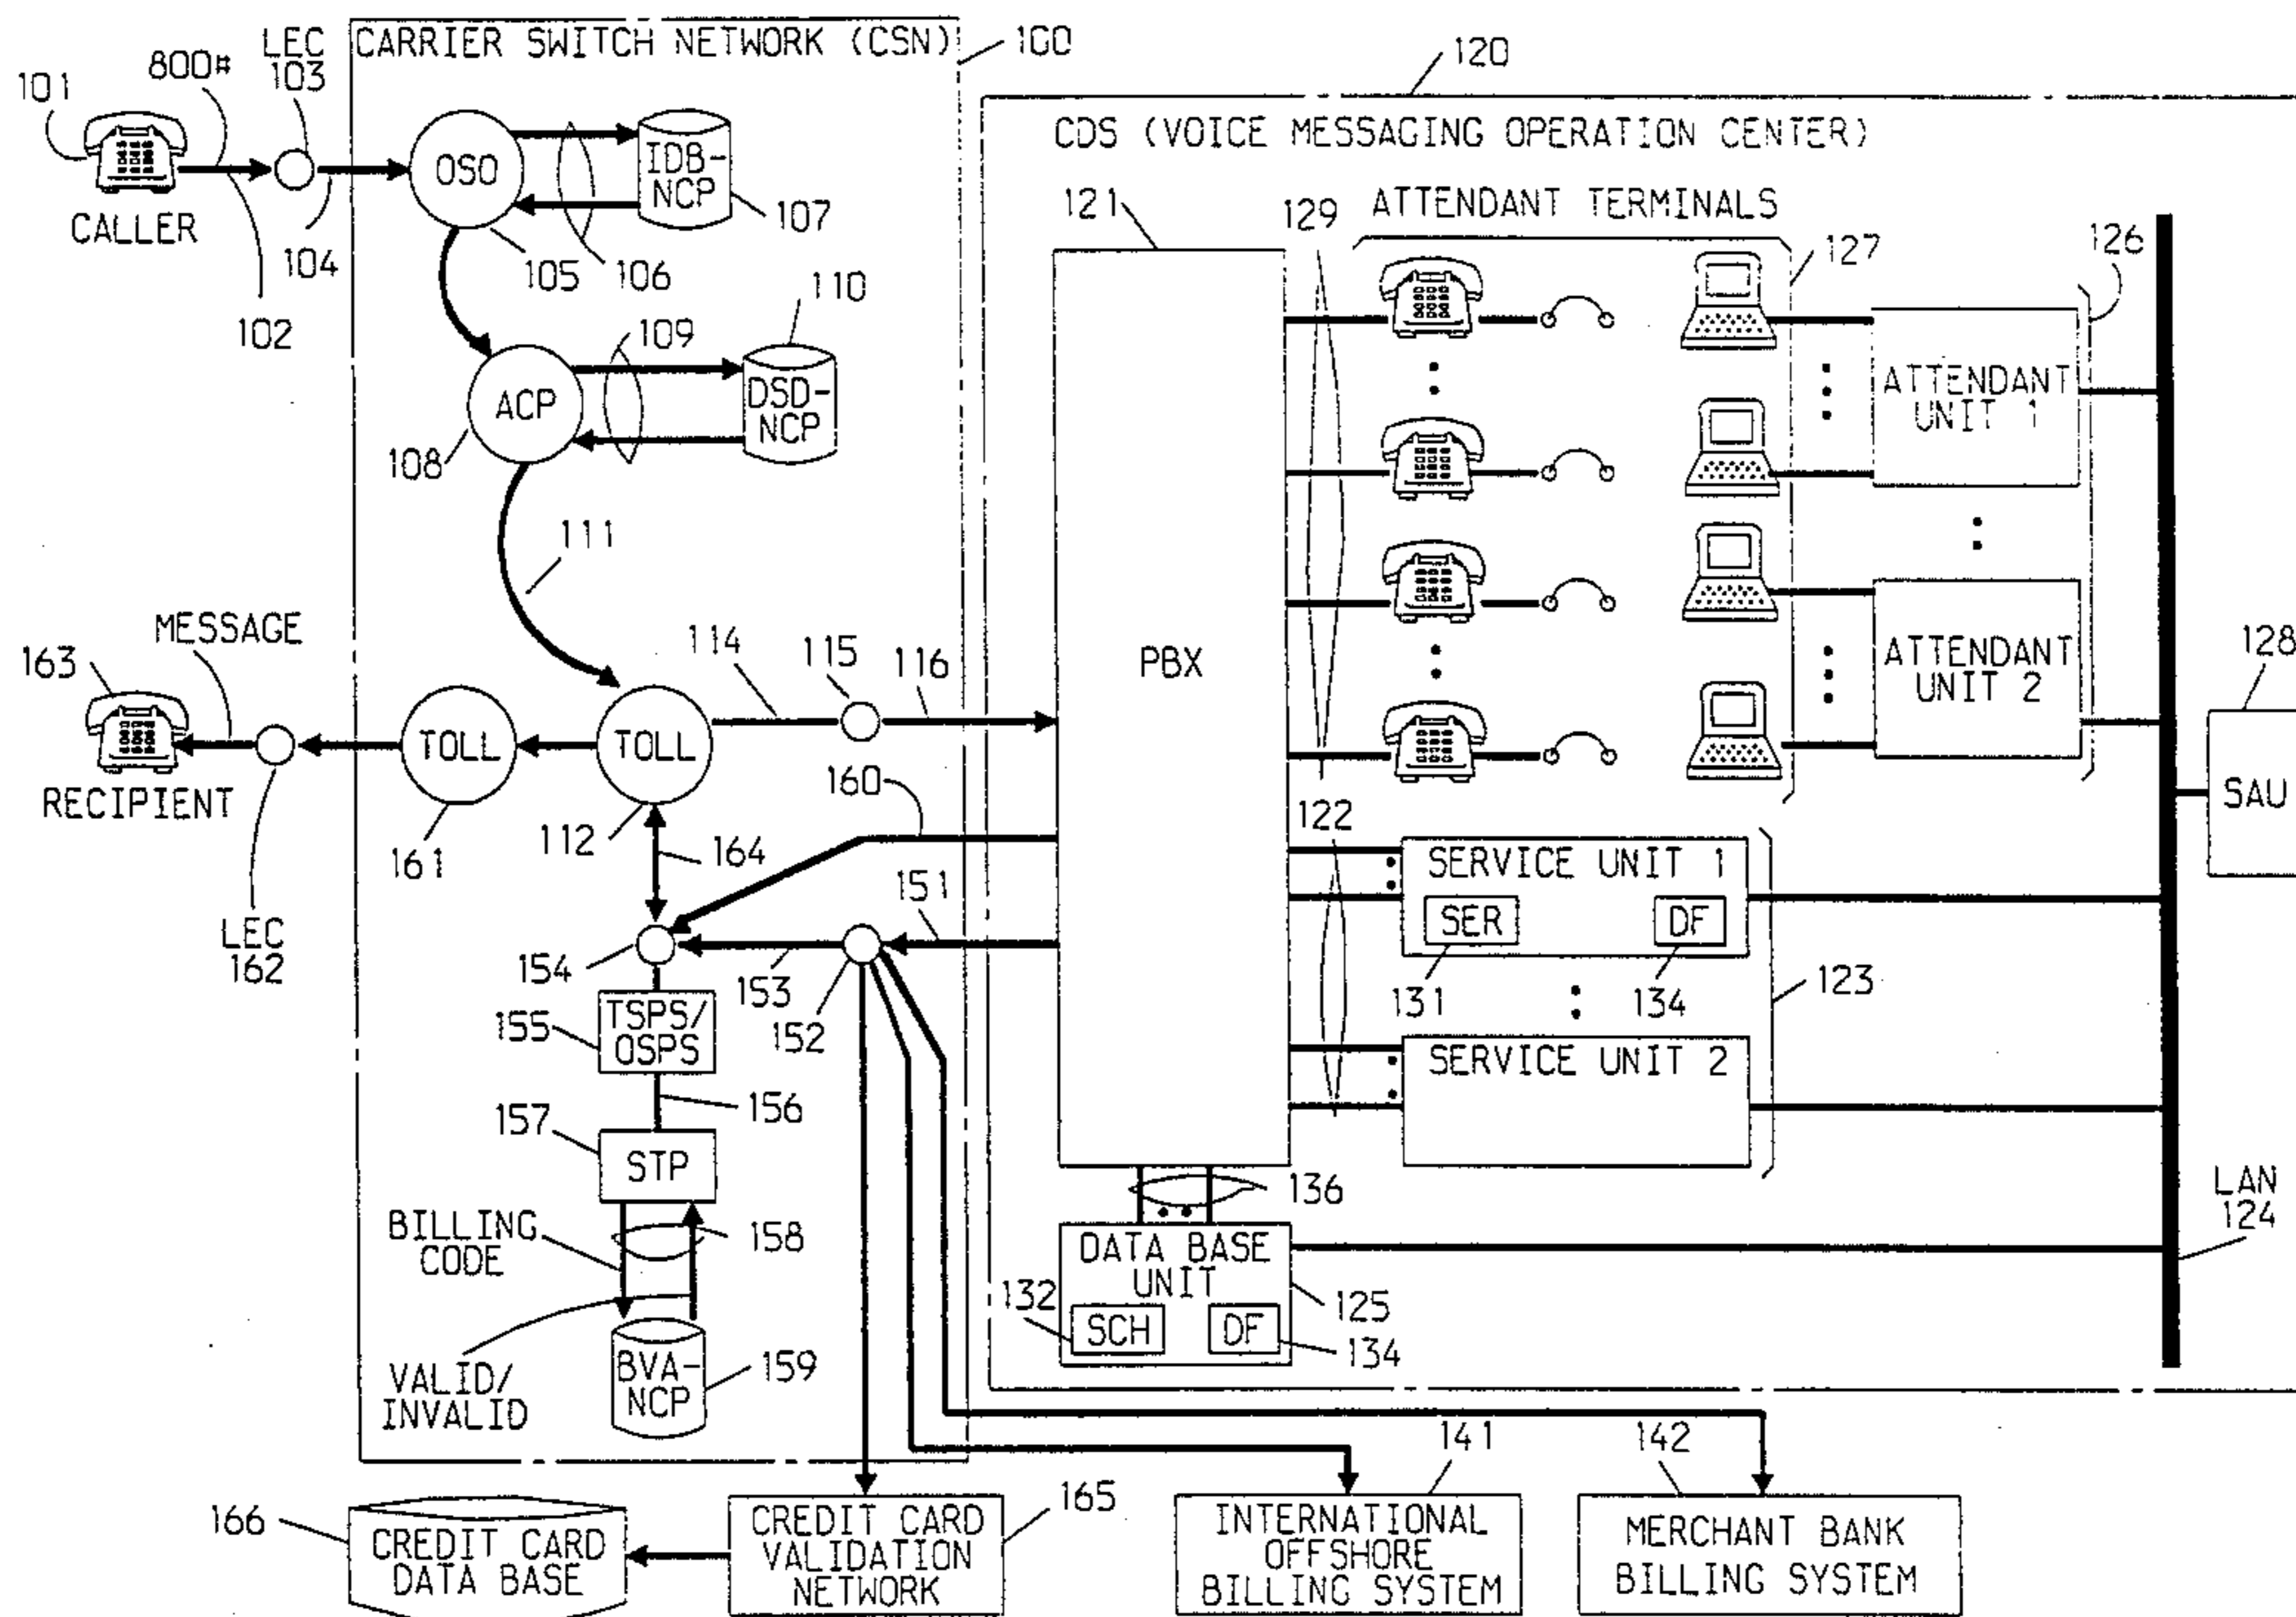 CARRIER SWITCH NETWORK (CSN)
100
LEC
103
800#
101
CALLER
102
104
OSO
105
106
IDB-
NCP
107
108
ACP
109
110
DSD-
NCP
111
120
CDS (VOICE MESSAGING OPERATION CENTER)
121
129
ATTENDANT TERMINALS
127
126
PBX
ATTENDANT
UNIT 1
ATTENDANT
UNIT 2
128
SAU
MESSAGE
163
RECIPIENT
LEC
162
TOLL
161
TOLL
112
114
115
116
160
164
122
151
SERVICE UNIT 1
SER
DF
131
134
123
SERVICE UNIT 2
154
153
152
155
TSPS/
OSPS
156
157
STP
BILLING
CODE
158
VALID/
INVALID
BVA-
NCP
159
136
DATA BASE
UNIT
125
132
SCH
DF
134
LAN
124
141
142
166
CREDIT CARD
DATA BASE
CREDIT CARD
VALIDATION
NETWORK
165
INTERNATIONAL
OFFSHORE
BILLING SYSTEM
MERCHANT BANK
BILLING SYSTEM